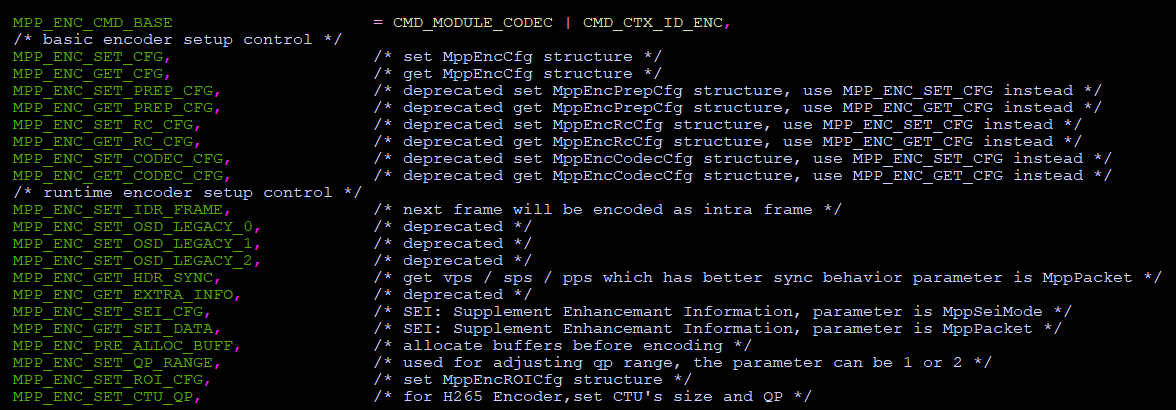 MPP_ENC_CMD_BASE = CMD_MODULE_CODEC | CMD_CTX_ID_ENC,
/* basic encoder setup control */
MPP_ENC_SET_CFG, /* set MppEncCfg structure */
MPP_ENC_GET_CFG, /* get MppEncCfg structure */
MPP_ENC_SET_PREP_CFG, /* deprecated set MppEncPrepCfg structure, use MPP_ENC_SET_CFG instead */
MPP_ENC_GET_PREP_CFG, /* deprecated get MppEncPrepCfg structure, use MPP_ENC_GET_CFG instead */
MPP_ENC_SET_RC_CFG, /* deprecated set MppEncRcCfg structure, use MPP_ENC_SET_CFG instead */
MPP_ENC_GET_RC_CFG, /* deprecated get MppEncRcCfg structure, use MPP_ENC_GET_CFG instead */
MPP_ENC_SET_CODEC_CFG, /* deprecated set MppEncCodecCfg structure, use MPP_ENC_SET_CFG instead */
MPP_ENC_GET_CODEC_CFG, /* deprecated get MppEncCodecCfg structure, use MPP_ENC_GET_CFG instead */
/* runtime encoder setup control */
MPP_ENC_SET_IDR_FRAME, /* next frame will be encoded as intra frame */
MPP_ENC_SET_OSD_LEGACY_0, /* deprecated */
MPP_ENC_SET_OSD_LEGACY_1, /* deprecated */
MPP_ENC_SET_OSD_LEGACY_2, /* deprecated */
MPP_ENC_GET_HDR_SYNC, /* get vps / sps / pps which has better sync behavior parameter is MppPacket */
MPP_ENC_GET_EXTRA_INFO, /* deprecated */
MPP_ENC_SET_SEI_CFG, /* SEI: Supplement Enhancemant Information, parameter is MppSeiMode */
MPP_ENC_GET_SEI_DATA, /* SEI: Supplement Enhancemant Information, parameter is MppPacket */
MPP_ENC_PRE_ALLOC_BUFF, /* allocate buffers before encoding */
MPP_ENC_SET_QP_RANGE, /* used for adjusting qp range, the parameter can be 1 or 2 */
MPP_ENC_SET_ROI_CFG, /* set MppEncROICfg structure */
MPP_ENC_SET_CTU_QP, /* for H265 Encoder,set CTU's size and QP */